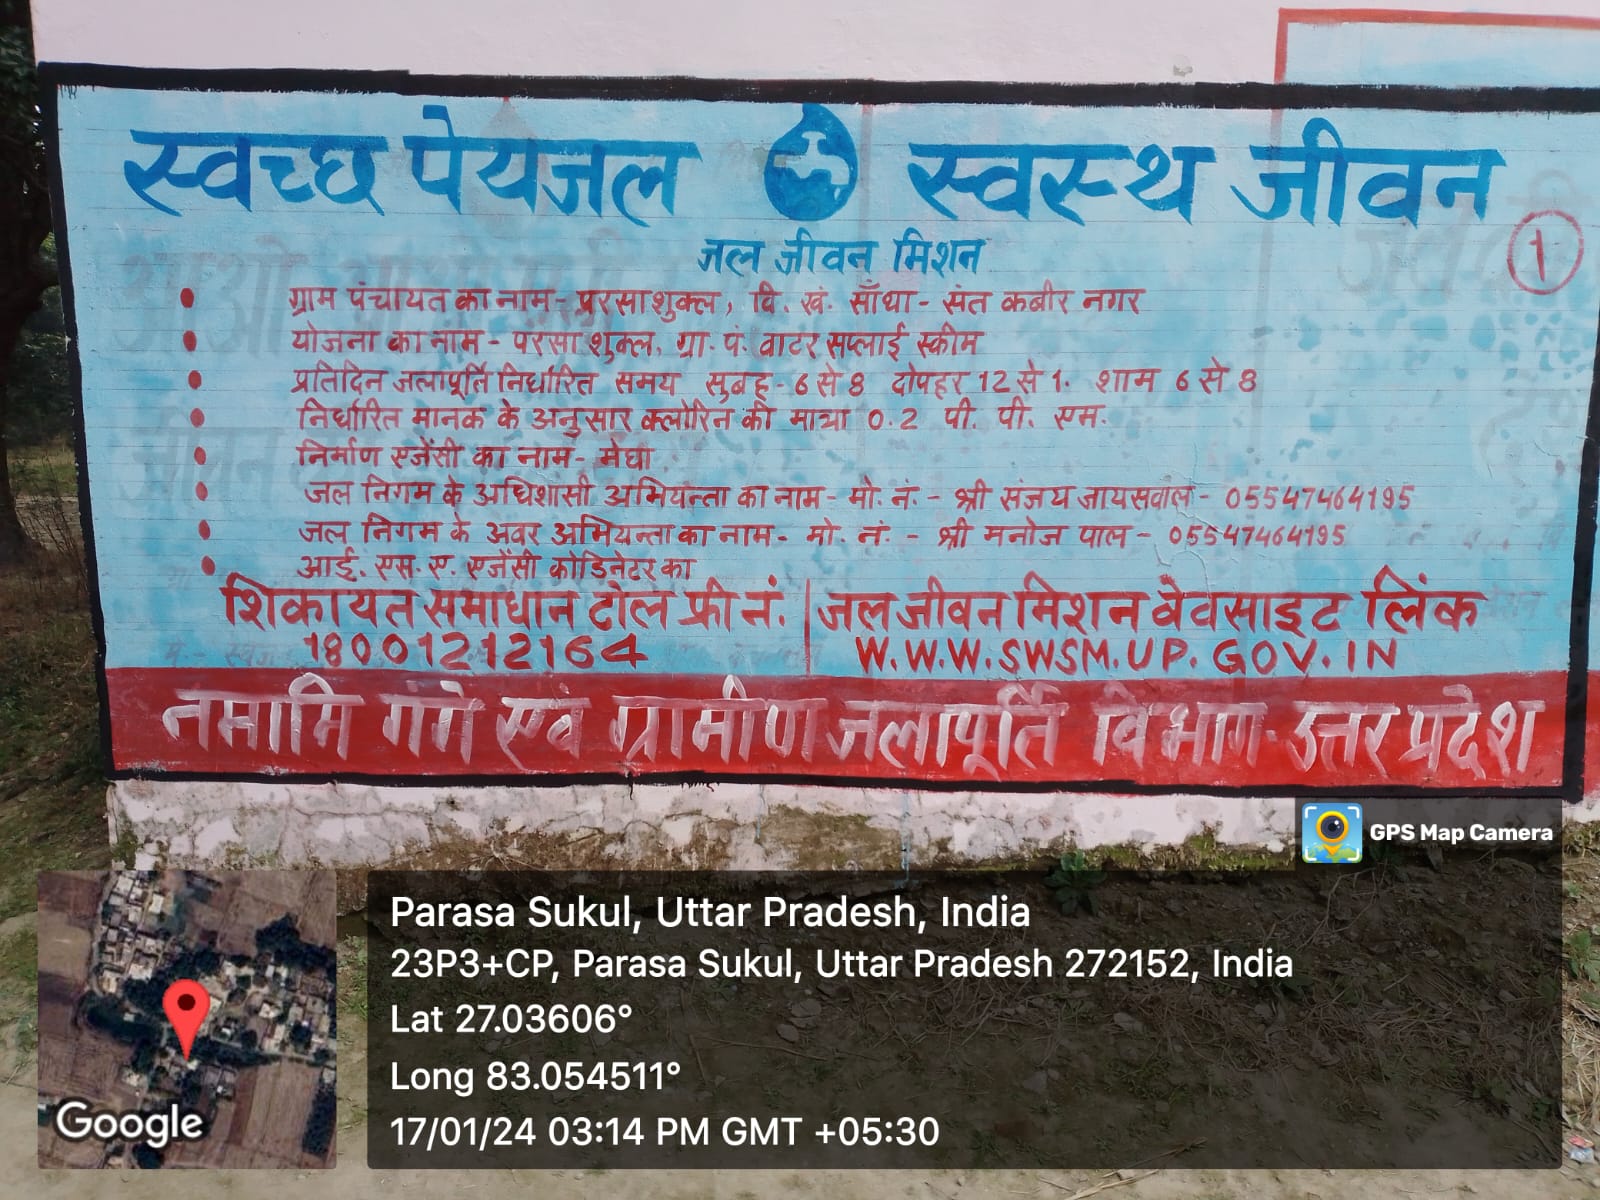 स्वच्छ पेयजल स्वस्थ जीवन
जल जीवन मिशन
1
• ग्राम पंचायत का नाम - परसा शुक्ल, वि. खं. साँथा - संत कबीर नगर
• योजना का नाम - परसा शुक्ल, ग्रा. पं. वाटर सप्लाई स्कीम
• प्रतिदिन जलापूर्ति निर्धारित समय सुबह - 6 से 8 दोपहर 12 से 1. शाम 6 से 8
• निर्धारित मानक के अनुसार क्लोरिन की मात्रा 0.2 पी. पी. एम.
• निर्माण एजेंसी का नाम - मेघा
• जल निगम के अधिशासी अभियन्ता का नाम - मो. नं. - श्री संजय जायसवाल - 05547464195
• जल निगम के अवर अभियन्ता का नाम - मो. नं. - श्री मनोज पाल - 05547464195
• आई. एस. ए. एजेंसी कोडिनेटर का
शिकायत समाधान टोल फ्री नं. | जल जीवन मिशन वेवसाइट लिंक
18001212164 W.W.W.SWSM.UP.GOV.IN
नमामि गंगे एवं ग्रामीण जलापूर्ति विभाग - उत्तर प्रदेश
GPS Map Camera
Parasa Sukul, Uttar Pradesh, India
23P3+CP, Parasa Sukul, Uttar Pradesh 272152, India
Lat 27.03606°
Long 83.054511°
17/01/24 03:14 PM GMT +05:30
Google